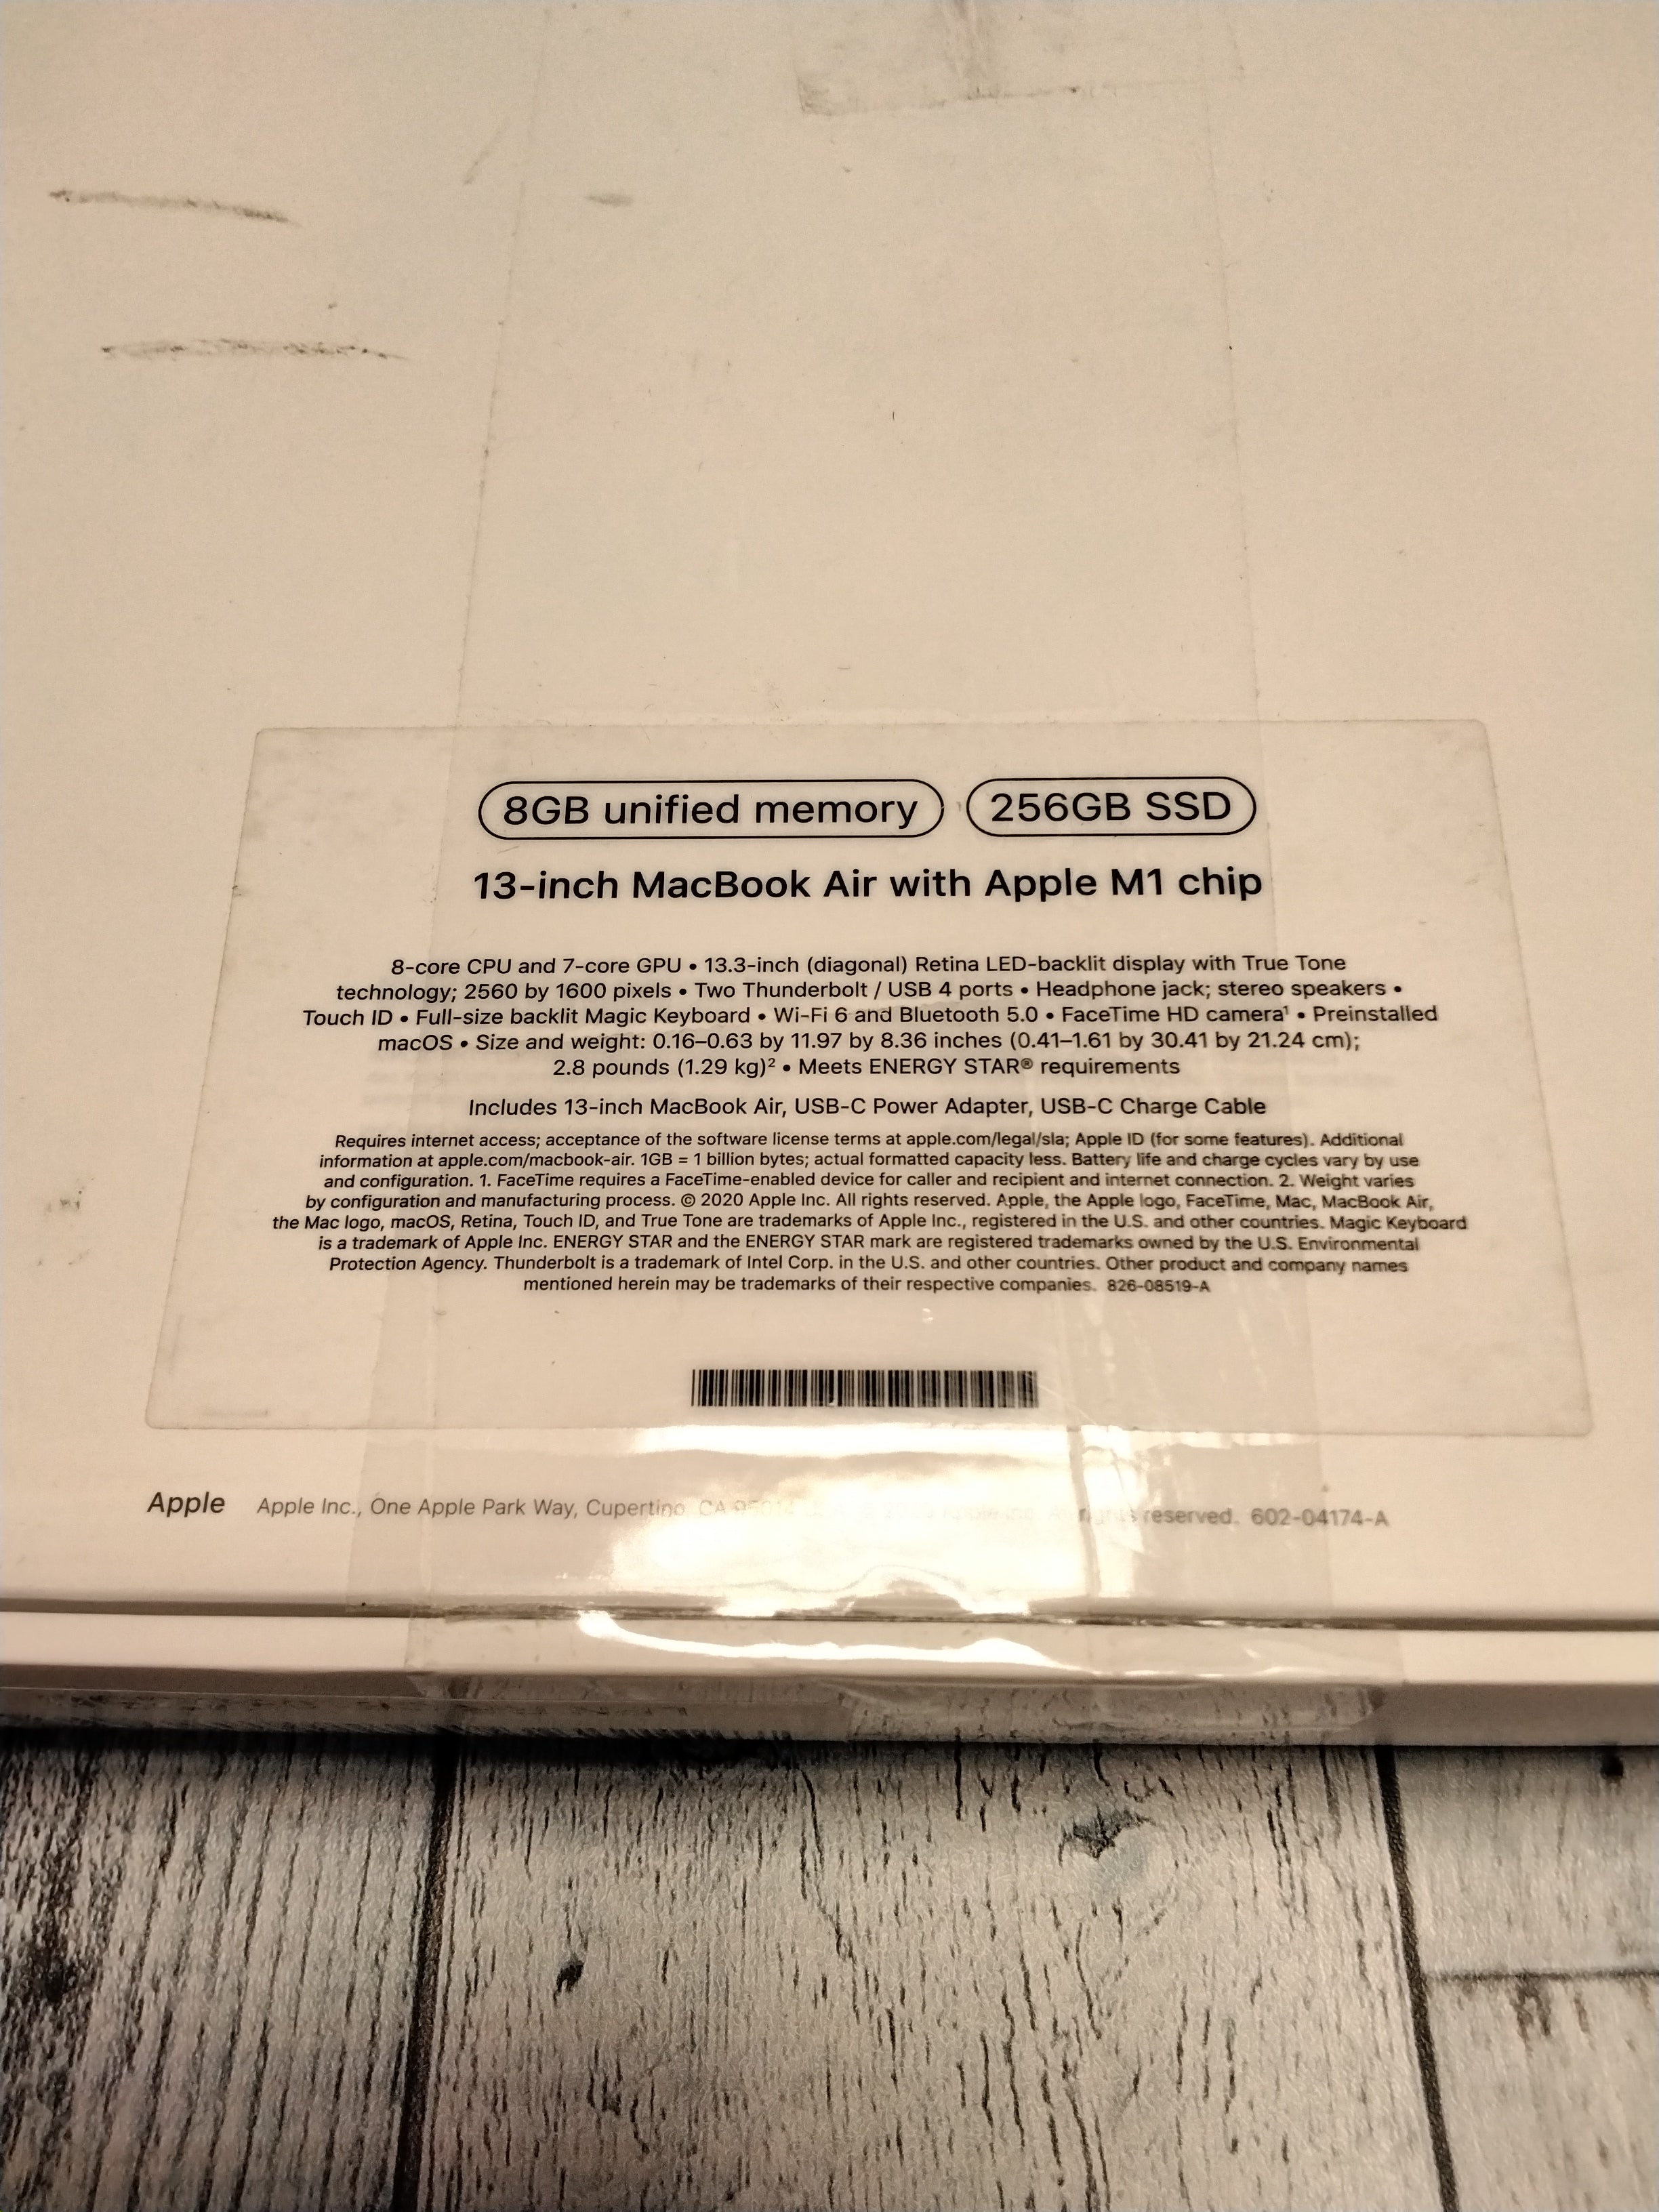 8GB unified memory 256GB SSD
13-inch MacBook Air with Apple M1 chip
8-core CPU and 7-core GPU • 13.3-inch (diagonal) Retina LED-backlit display with True Tone
technology; 2560 by 1600 pixels • Two Thunderbolt / USB 4 ports • Headphone jack; stereo speakers •
Touch ID • Full-size backlit Magic Keyboard • Wi-Fi 6 and Bluetooth 5.0 • FaceTime HD camera¹ • Preinstalled
macOS • Size and weight: 0.16–0.63 by 11.97 by 8.36 inches (0.41–1.61 by 30.41 by 21.24 cm);
2.8 pounds (1.29 kg)² • Meets ENERGY STAR® requirements
Includes 13-inch MacBook Air, USB-C Power Adapter, USB-C Charge Cable
Requires internet access; acceptance of the software license terms at apple.com/legal/sla; Apple ID (for some features). Additional
information at apple.com/macbook-air. 1GB = 1 billion bytes; actual formatted capacity less. Battery life and charge cycles vary by use
and configuration. 1. FaceTime requires a FaceTime-enabled device for caller and recipient and internet connection. 2. Weight varies
by configuration and manufacturing process. © 2020 Apple Inc. All rights reserved. Apple, the Apple logo, FaceTime, Mac, MacBook Air,
the Mac logo, macOS, Retina, Touch ID, and True Tone are trademarks of Apple Inc., registered in the U.S. and other countries. Magic Keyboard
is a trademark of Apple Inc. ENERGY STAR and the ENERGY STAR mark are registered trademarks owned by the U.S. Environmental
Protection Agency. Thunderbolt is a trademark of Intel Corp. in the U.S. and other countries. Other product and company names
mentioned herein may be trademarks of their respective companies. 826-08519-A
Apple Apple Inc., One Apple Park Way, Cupertino, CA reserved. 602-04174-A